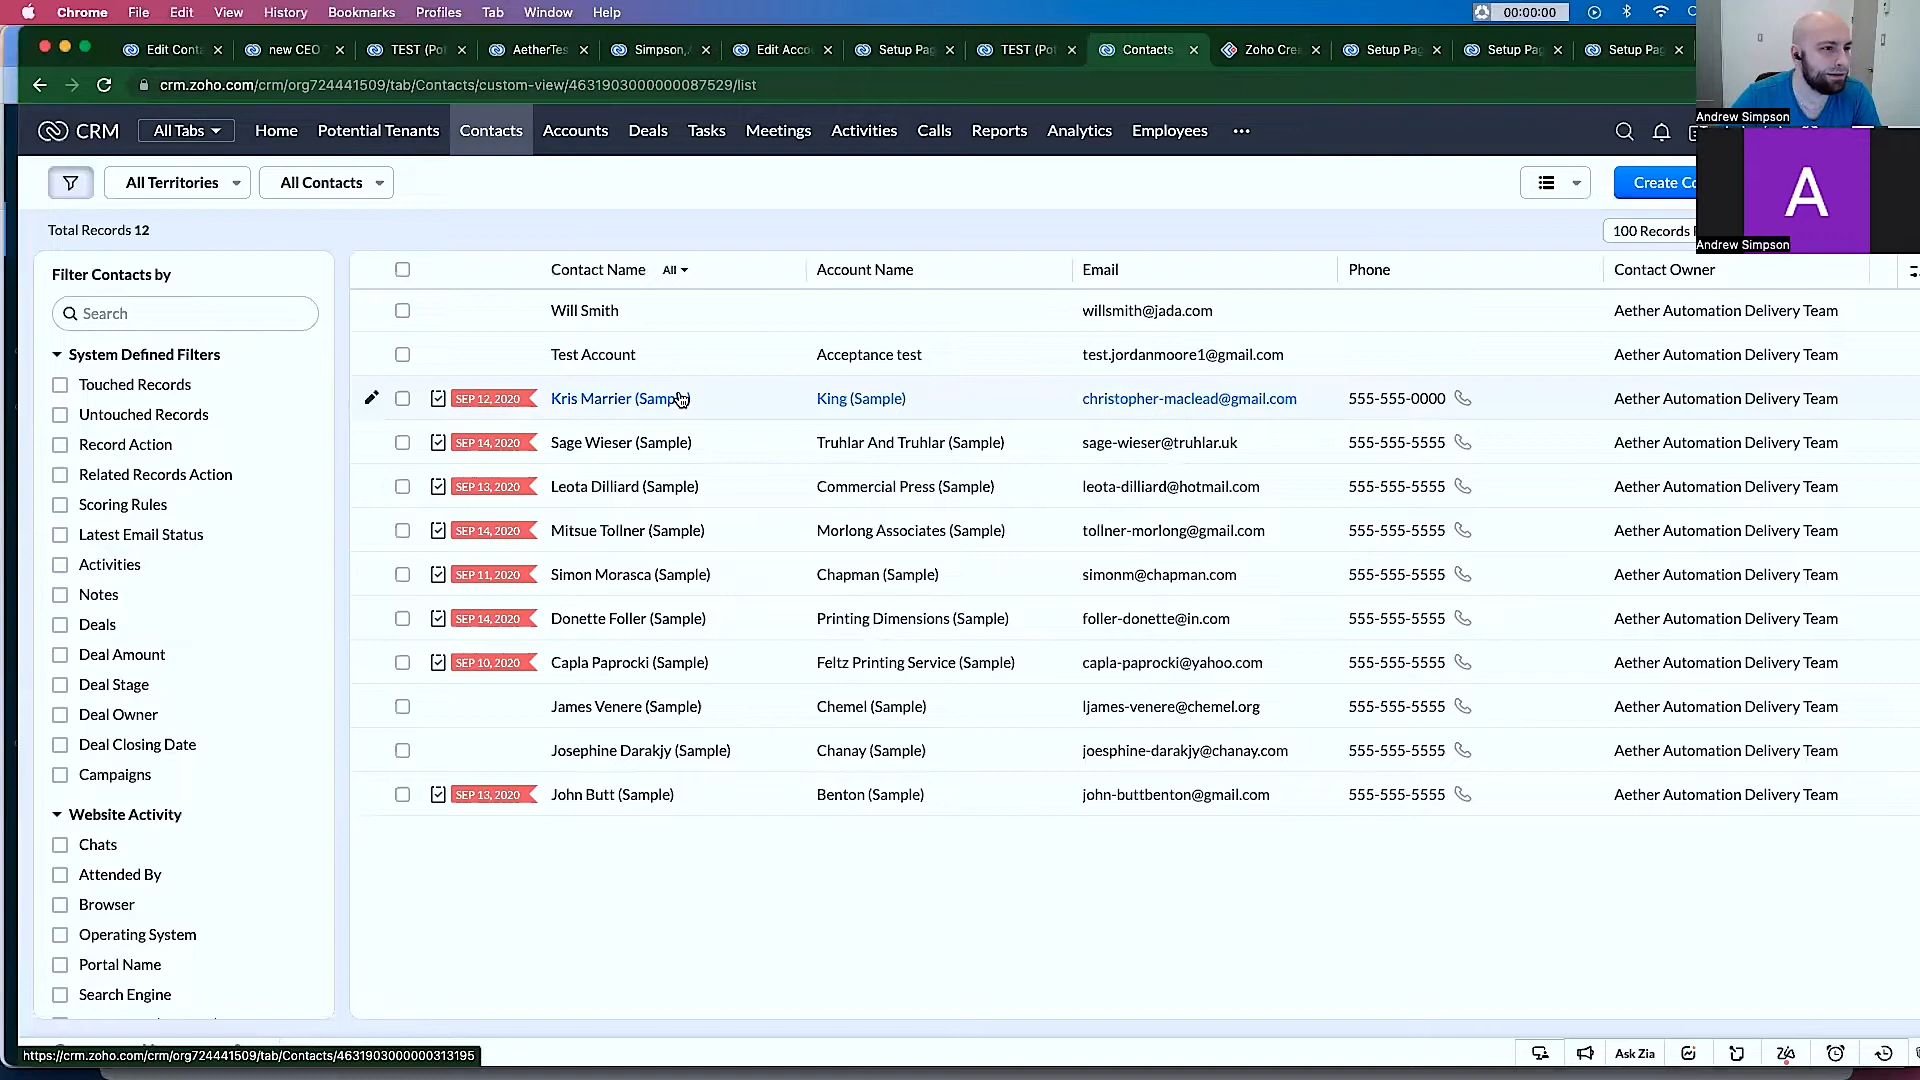 Chrome File Edit View History Bookmarks Profiles Tab Window Help 00:00:00
Edit Conta new CEO TEST (Po AetherTes Simpson, Edit Acco Setup Pag TEST (Po Contacts Zoho Crea Setup Pag Setup Pag Setup Pag
crm.zoho.com/crm/org724441509/tab/Contacts/custom-view/4631903000000087529/list
CRM All Tabs Home Potential Tenants Contacts Accounts Deals Tasks Meetings Activities Calls Reports Analytics Employees
Andrew Simpson
All Territories All Contacts Create Co
A
Andrew Simpson
Total Records 12 100 Records
Filter Contacts by
Search
System Defined Filters
Touched Records
Untouched Records
Record Action
Related Records Action
Scoring Rules
Latest Email Status
Activities
Notes
Deals
Deal Amount
Deal Stage
Deal Owner
Deal Closing Date
Campaigns
Website Activity
Chats
Attended By
Browser
Operating System
Portal Name
Search Engine
Contact Name All Account Name Email Phone Contact Owner
Will Smith willsmith@jada.com Aether Automation Delivery Team
Test Account Acceptance test test.jordanmoore1@gmail.com Aether Automation Delivery Team
SEP 12, 2020 Kris Marrier (Sample) King (Sample) christopher-maclead@gmail.com 555-555-0000 Aether Automation Delivery Team
SEP 14, 2020 Sage Wieser (Sample) Truhlar And Truhlar (Sample) sage-wieser@truhlar.uk 555-555-5555 Aether Automation Delivery Team
SEP 13, 2020 Leota Dilliard (Sample) Commercial Press (Sample) leota-dilliard@hotmail.com 555-555-5555 Aether Automation Delivery Team
SEP 14, 2020 Mitsue Tollner (Sample) Morlong Associates (Sample) tollner-morlong@gmail.com 555-555-5555 Aether Automation Delivery Team
SEP 11, 2020 Simon Morasca (Sample) Chapman (Sample) simonm@chapman.com 555-555-5555 Aether Automation Delivery Team
SEP 14, 2020 Donette Foller (Sample) Printing Dimensions (Sample) foller-donette@in.com 555-555-5555 Aether Automation Delivery Team
SEP 10, 2020 Capla Paprocki (Sample) Feltz Printing Service (Sample) capla-paprocki@yahoo.com 555-555-5555 Aether Automation Delivery Team
James Venere (Sample) Chemel (Sample) ljames-venere@chemel.org 555-555-5555 Aether Automation Delivery Team
Josephine Darakjy (Sample) Chanay (Sample) joesphine-darakjy@chanay.com 555-555-5555 Aether Automation Delivery Team
SEP 13, 2020 John Butt (Sample) Benton (Sample) john-buttbenton@gmail.com 555-555-5555 Aether Automation Delivery Team
https://crm.zoho.com/crm/org724441509/tab/Contacts/4631903000000313195 Ask Zia